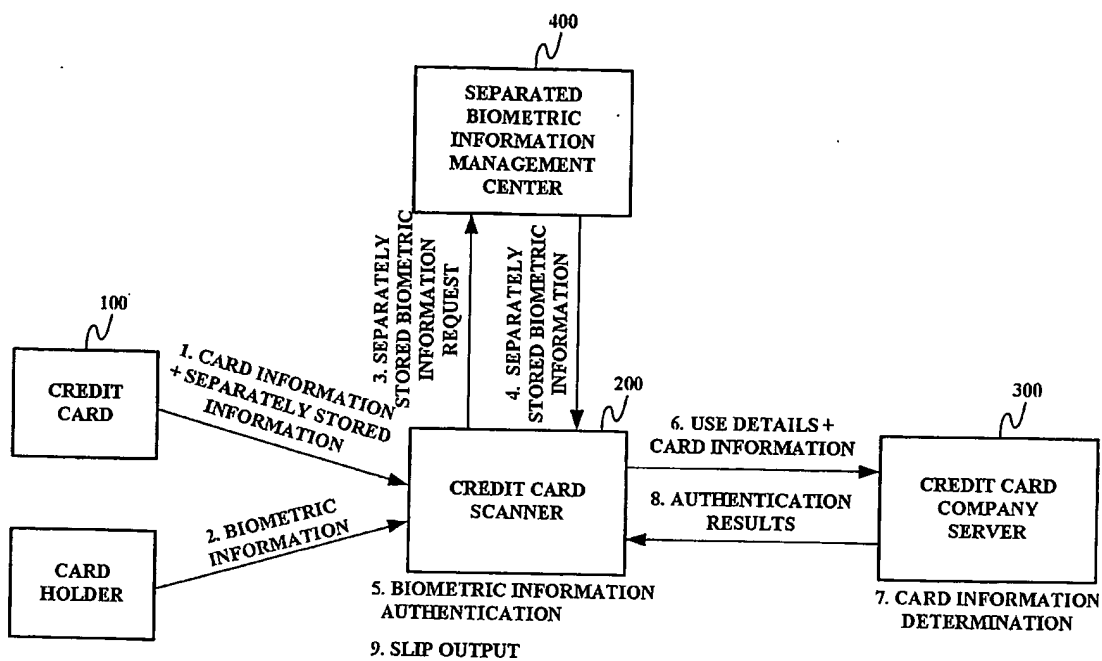 400
SEPARATED
BIOMETRIC
INFORMATION
MANAGEMENT
CENTER
3. SEPARATELY
STORED BIOMETRIC
INFORMATION
REQUEST
4. SEPARATELY
STORED BIOMETRIC
INFORMATION
100
CREDIT
CARD
1. CARD INFORMATION
+ SEPARATELY STORED
INFORMATION
200
CREDIT CARD
SCANNER
6. USE DETAILS +
CARD INFORMATION
8. AUTHENTICATION
RESULTS
300
CREDIT CARD
COMPANY
SERVER
CARD
HOLDER
2. BIOMETRIC
INFORMATION
5. BIOMETRIC INFORMATION
AUTHENTICATION
9. SLIP OUTPUT
7. CARD INFORMATION
DETERMINATION